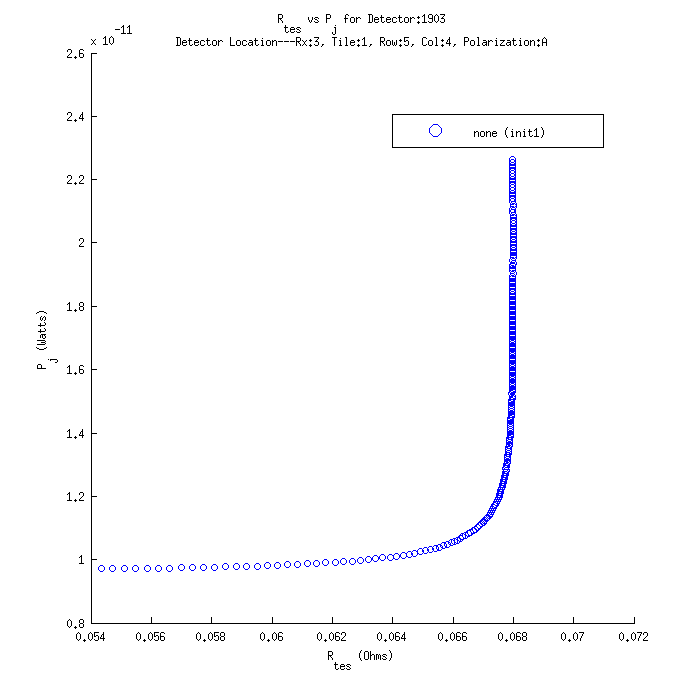 R_tes vs P_j for Detector:1903
Detector Location---Rx:3, Tile:1, Row:5, Col:4, Polarization:A
x 10^-11
2.6
2.4
2.2
2
1.8
1.6
1.4
1.2
1
0.8
P_j (Watts)
none (init1)
0.054 0.056 0.058 0.06 0.062 0.064 0.066 0.068 0.07 0.072
R_tes (Ohms)